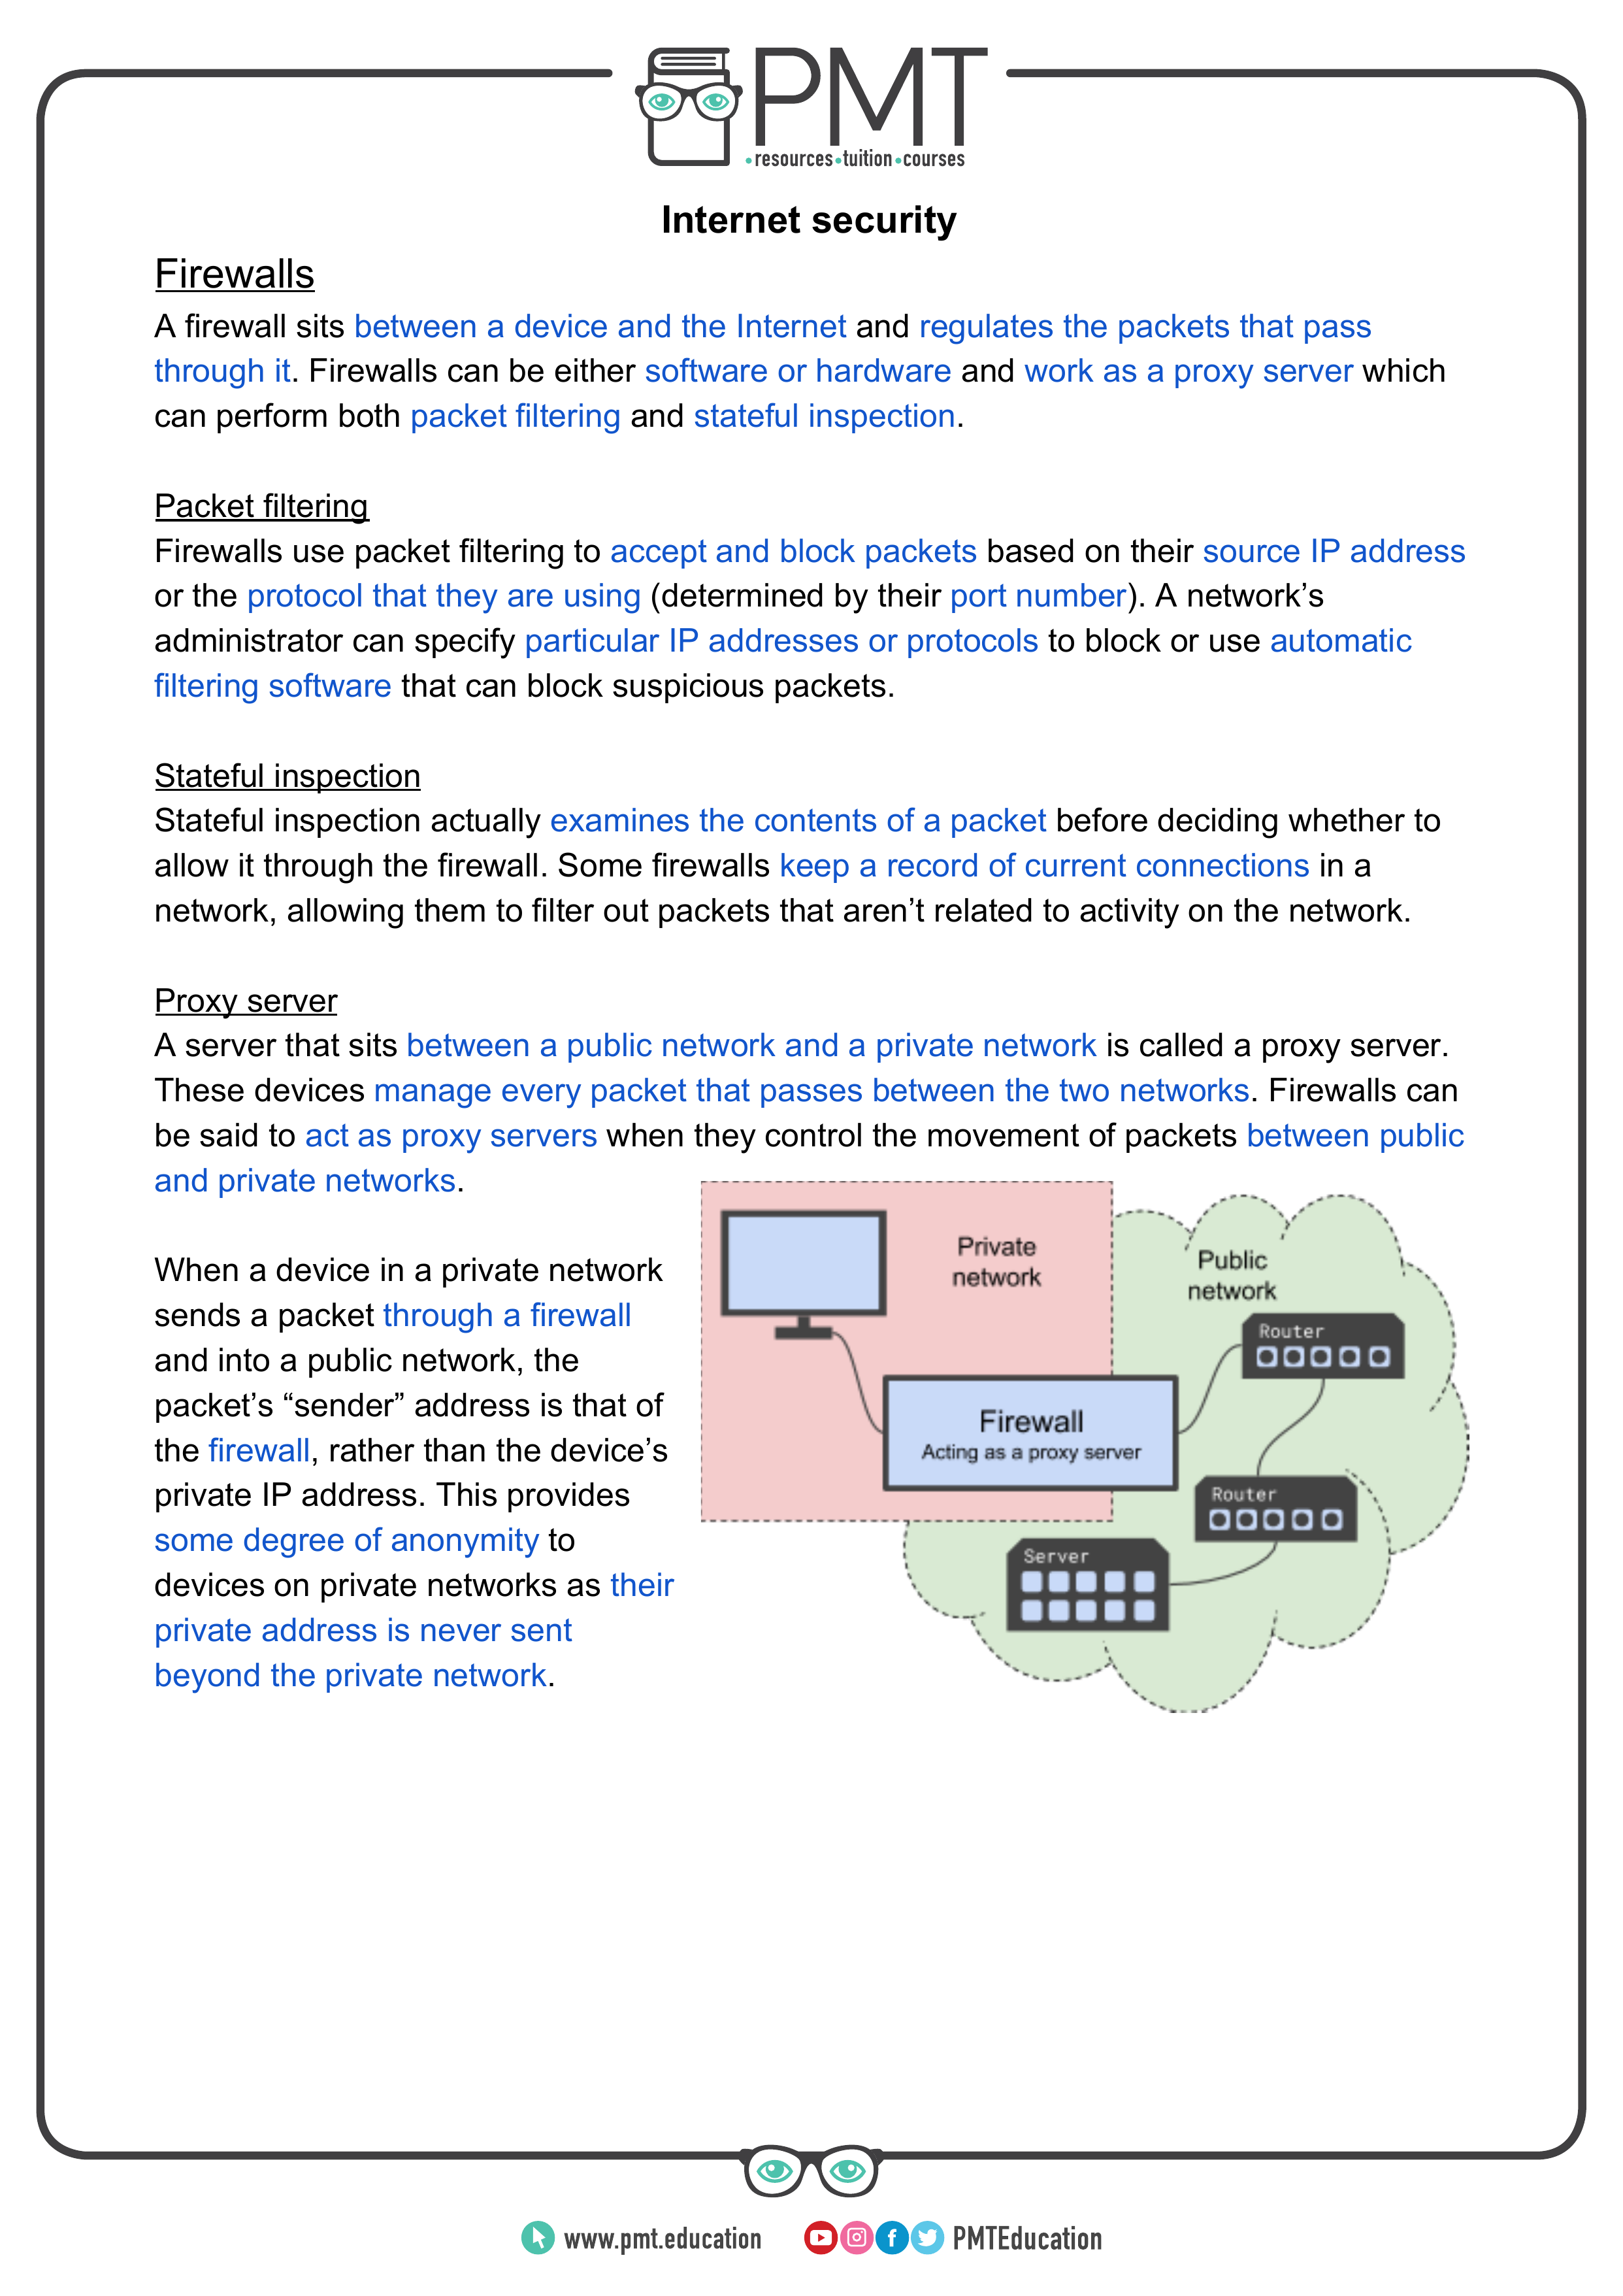 PMT
•resources•tuition•courses
Internet security
Firewalls
A firewall sits between a device and the Internet and regulates the packets that pass
through it. Firewalls can be either software or hardware and work as a proxy server which
can perform both packet filtering and stateful inspection.
Packet filtering
Firewalls use packet filtering to accept and block packets based on their source IP address
or the protocol that they are using (determined by their port number). A network’s
administrator can specify particular IP addresses or protocols to block or use automatic
filtering software that can block suspicious packets.
Stateful inspection
Stateful inspection actually examines the contents of a packet before deciding whether to
allow it through the firewall. Some firewalls keep a record of current connections in a
network, allowing them to filter out packets that aren’t related to activity on the network.
Proxy server
A server that sits between a public network and a private network is called a proxy server.
These devices manage every packet that passes between the two networks. Firewalls can
be said to act as proxy servers when they control the movement of packets between public
and private networks.
When a device in a private network
sends a packet through a firewall
and into a public network, the
packet’s “sender” address is that of
the firewall, rather than the device’s
private IP address. This provides
some degree of anonymity to
devices on private networks as their
private address is never sent
beyond the private network.
Private
network
Public
network
Router
Firewall
Acting as a proxy server
Router
Server
www.pmt.education
PMTEducation